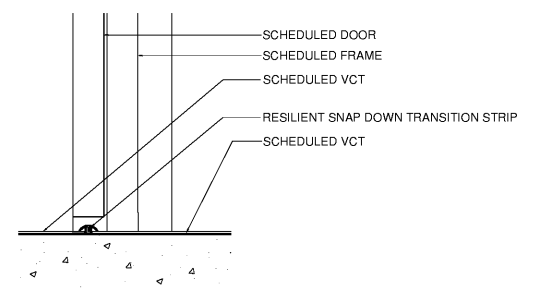 SCHEDULED DOOR
SCHEDULED FRAME
SCHEDULED VCT
RESILIENT SNAP DOWN TRANSITION STRIP
SCHEDULED VCT